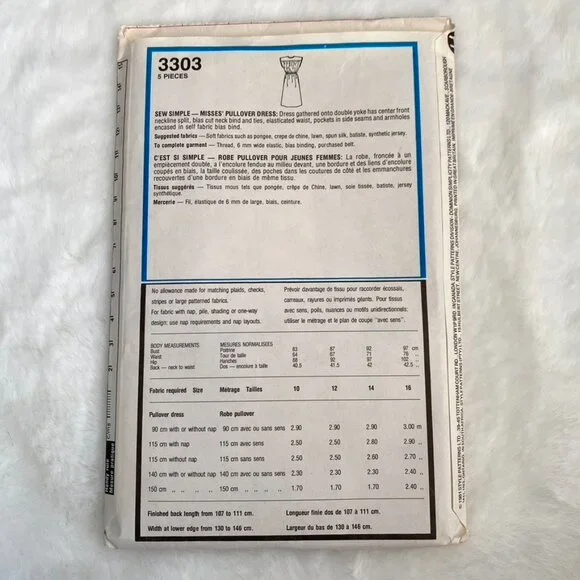 3303
5 PIECES
SEW SIMPLE — MISSES' PULLOVER DRESS: Dress gathered onto double yoke has center front
neckline split, bias cut neck bind and ties, elasticated waist, pockets in side seams and armholes
encased in self fabric bias bind.
Suggested fabrics — Soft fabrics such as pongee, crepe de chine, lawn, spun silk, batiste, synthetic jersey.
To complete garment — Thread, 6 mm wide elastic, bias binding, purchased belt.
C'EST SI SIMPLE — ROBE PULLOVER POUR JEUNES FEMMES: La robe, froncée a un
empiècement double, a l'encolure fendue au milieu devant, une bordure et des liens d'encolure
coupés en biais, la taille coulissée, des poches dans les coutures de côté et les emmanchures
recouvertes d'une bordure en biais de même tissu.
Tissus suggérés — Tissus mous tels que pongée, crêpe de Chine, lawn, soie tissée, batiste, jersey
synthétique.
Mercerie — Fil, élastique de 6 mm de large, biais, ceinture.
No allowance made for matching plaids, checks,
stripes or large patterned fabrics.
For fabric with nap, pile, shading or one-way
design: use nap requirements and nap layouts.
Prévoir davantage de tissu pour raccorder écossais,
carreaux, rayures ou imprimés géants. Pour tissus
avec sens, poils, nuances ou motifs unidirectionnels:
utiliser le métrage et le plan de coupe "avec sens".
BODY MEASUREMENTS MESURES NORMALISÉES
Bust Poitrine 83 87 92 97 cm
Waist Tour de taille 64 67 71 76 ,,
Hip Hanches 88 92 97 102 ,,
Back — neck to waist Dos — encolure à taille 40.5 41.5 42 42.5 ,,
Fabric required Size Métrage Tailles 10 12 14 16
Pullover dress Robe pullover
90 cm with or without nap 90 cm avec ou sans sens 2.90 2.90 2.90 3.00 m
115 cm with nap 115 cm avec sens 2.50 2.50 2.80 2.90 ,,
115 cm without nap 115 cm sans sens 2.50 2.50 2.60 2.70 ,,
140 cm with or without nap 140 cm avec ou sans sens 2.30 2.30 2.30 2.40 ,,
150 cm ,, ,, ,, ,, 150 cm ,, ,, ,, ,, 1.70 1.70 1.70 2.40 ,,
Finished back length from 107 to 111 cm. Longueur finie dos de 107 à 111 cm.
Width at lower edge from 130 to 146 cm. Largeur du bas de 130 à 146 cm.